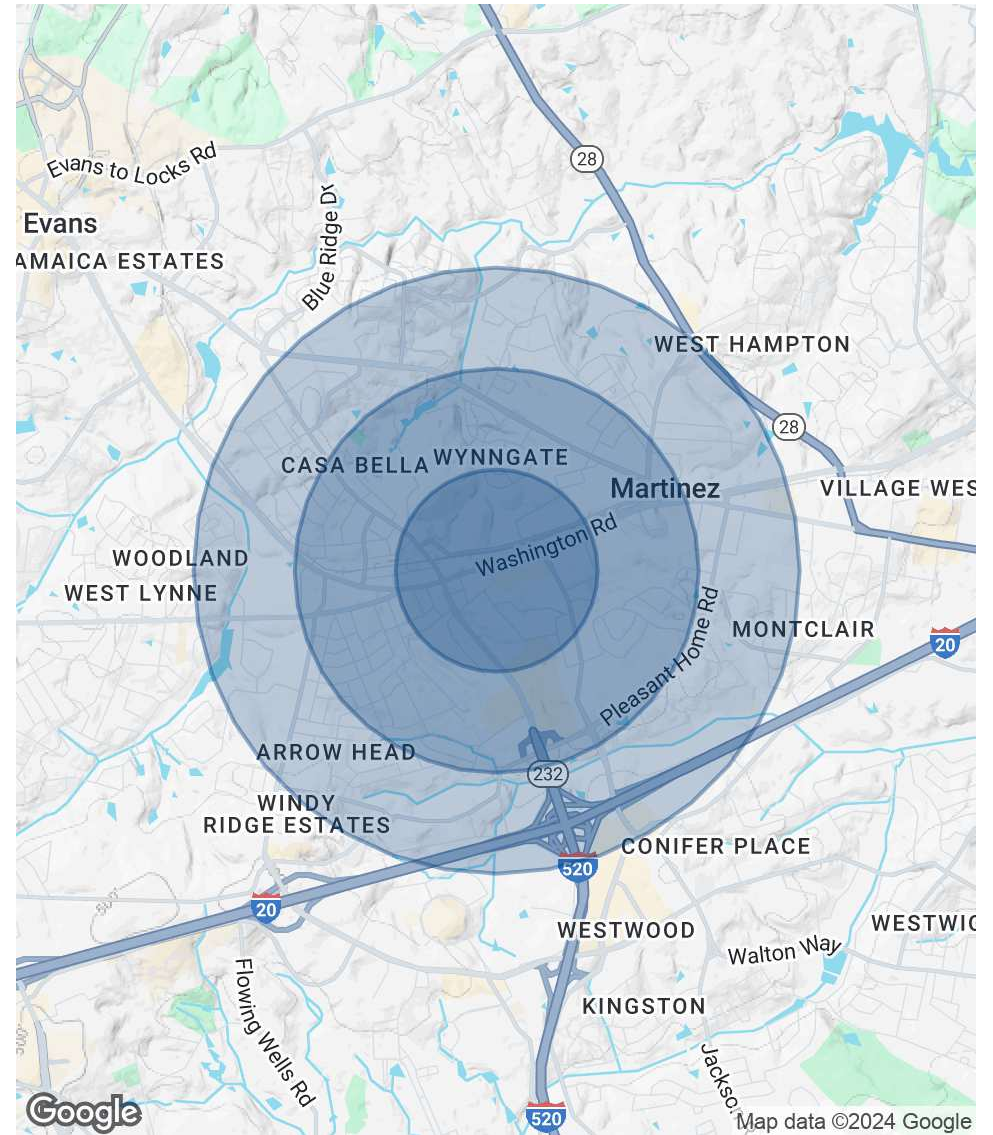 28
Evans to Locks Rd
Evans
AMAICA ESTATES
Blue Ridge Dr
WEST HAMPTON
28
CASA BELLA
WYNNGATE
Martinez
VILLAGE WES
Washington Rd
WOODLAND
WEST LYNNE
Pleasant Home Rd
MONTCLAIR
20
ARROW HEAD
232
WINDY
RIDGE ESTATES
CONIFER PLACE
520
20
WESTWOOD
WESTWIC
Walton Way
Flowing Wells Rd
KINGSTON
Jackso
520
Google
Map data ©2024 Google